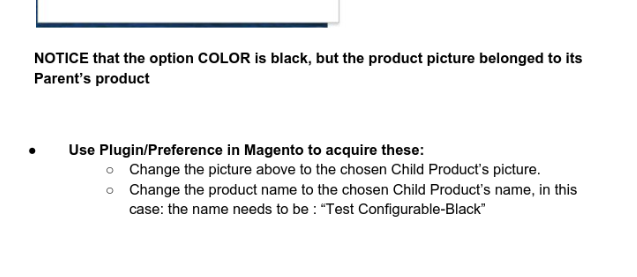 NOTICE that the option COLOR is black, but the product picture belonged to its
Parent's product
● Use Plugin/Preference in Magento to acquire these:
○ Change the picture above to the chosen Child Product's picture.
○ Change the product name to the chosen Child Product's name, in this
case: the name needs to be : “Test Configurable-Black”